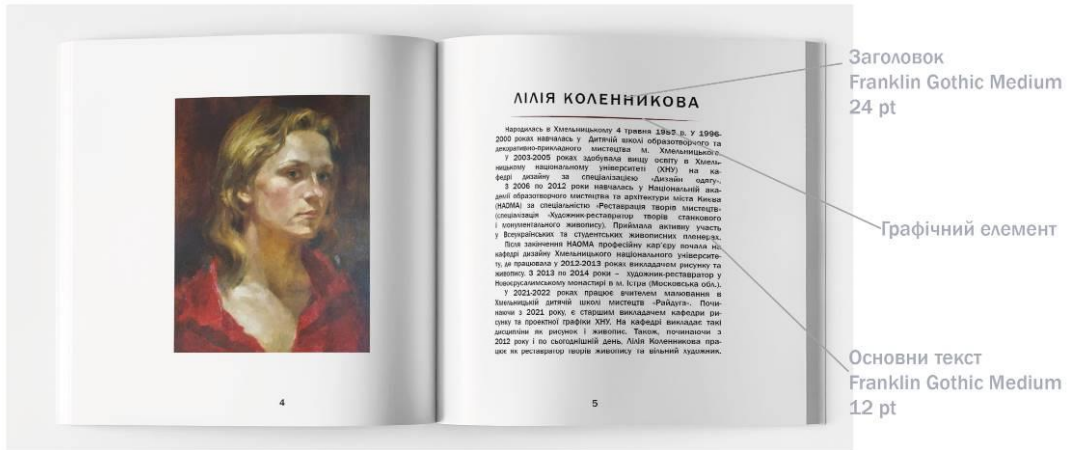 ЛІЛІЯ КОЛЕННИКОВА
Народилась в Хмельницькому 4 травня 1985 р. У 1996-
2000 роках навчалась у Дитячій школі образотворчого та
декоративно-прикладного мистецтва м. Хмельницького.
У 2003-2005 роках здобувала вищу освіту в Хмель-
ницькому національному університеті (ХНУ) на ка-
федрі дизайну за спеціалізацією «Дизайн одягу».
З 2006 по 2012 роки навчалась у Національній ака-
демії образотворчого мистецтва та архітектури міста Києва
(НАОМА) за спеціальністю «Реставрація творів мистецтв»
(спеціалізація «Художник-реставратор творів станкового
і монументального живопису). Приймала активну участь
у Всеукраїнських та студентських живописних пленерах.
Після закінчення НАОМА професійну кар'єру почала на
кафедрі дизайну Хмельницького національного університе-
ту, де працювала у 2012-2013 роках викладачем рисунку та
живопису. З 2013 по 2014 роки – художник-реставратор у
Новоєрусалимському монастирі в м. Істра (Московська обл.).
У 2021-2022 роках працює вчителем малювання в
Хмельницькій дитячій школі мистецтв «Райдуга». Почи-
наючи з 2021 року, є старшим викладачем кафедри ри-
сунку та проектної графіки ХНУ. На кафедрі викладає такі
дисципліни як рисунок і живопис. Також, починаючи з
2012 року і по сьогоднішній день, Лілія Коленникова пра-
цює як реставратор творів живопису та вільний художник.
4
5
Заголовок
Franklin Gothic Medium
24 pt
Графічний елемент
Основни текст
Franklin Gothic Medium
12 pt